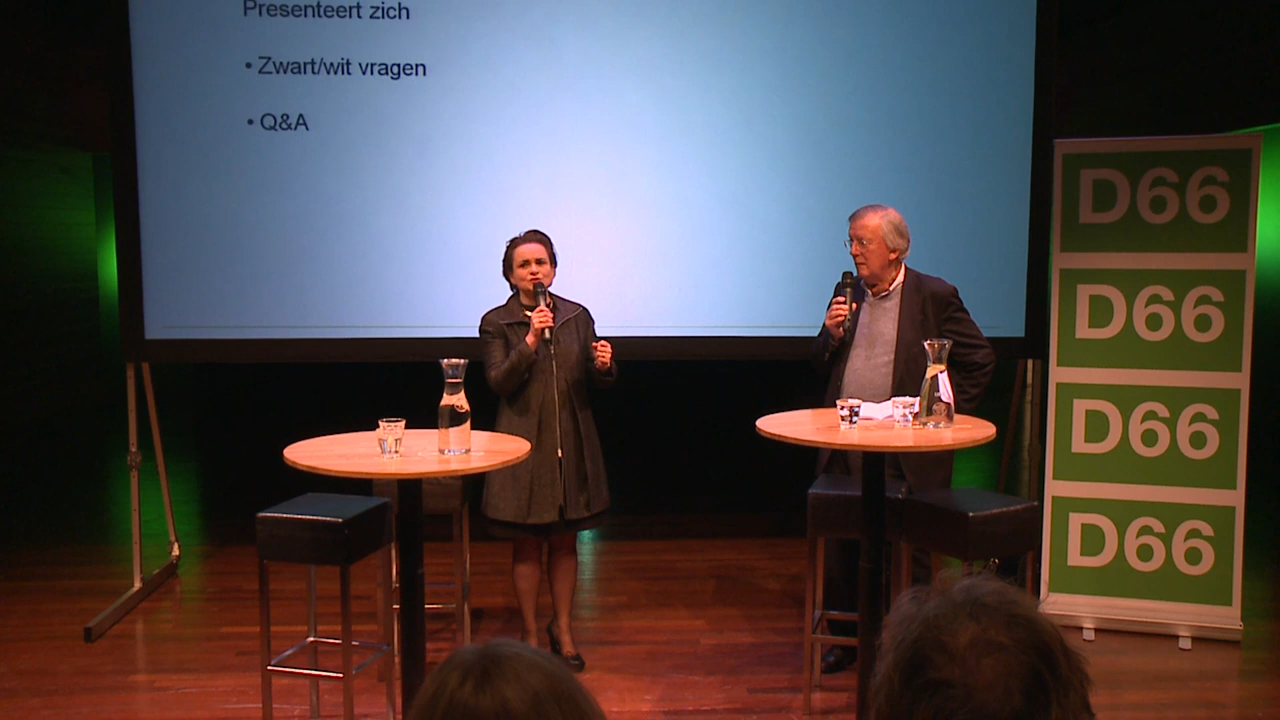 Presenteert zich
• Zwart/wit vragen
• Q&A
D66
D66
D66
D66